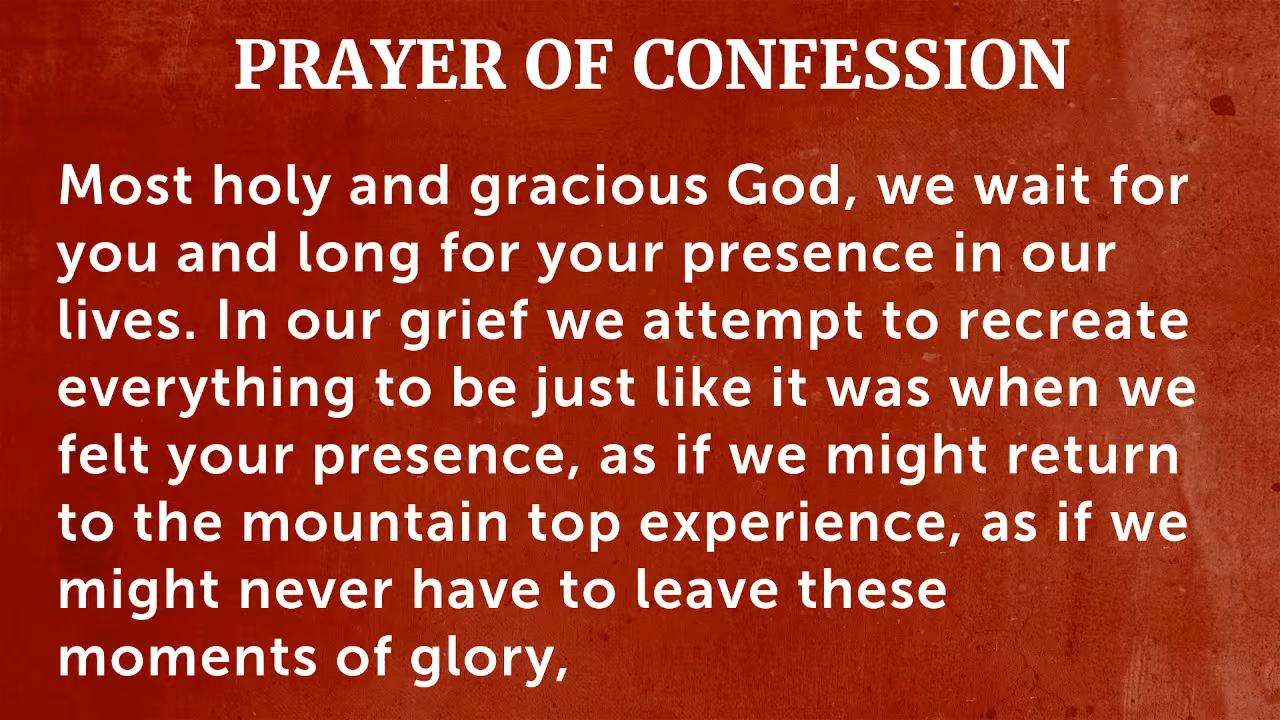 PRAYER OF CONFESSION
Most holy and gracious God, we wait for
you and long for your presence in our
lives. In our grief we attempt to recreate
everything to be just like it was when we
felt your presence, as if we might return
to the mountain top experience, as if we
might never have to leave these
moments of glory,